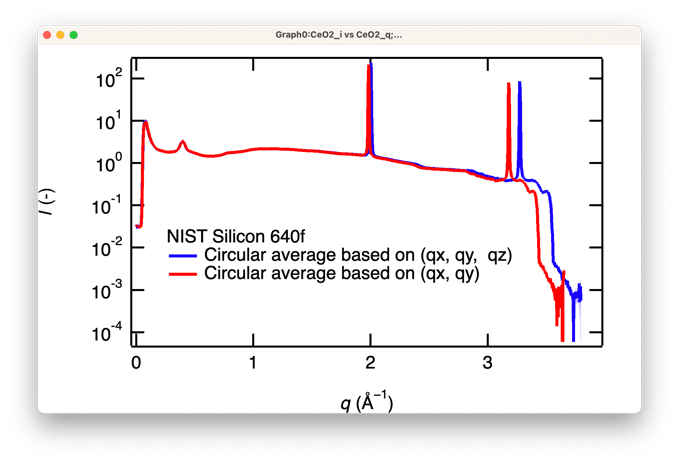 Graph0:CeO2_i vs CeO2_q;...
10²
10¹
10⁰
10⁻¹
10⁻²
10⁻³
10⁻⁴
I (-)
NIST Silicon 640f
Circular average based on (qx, qy, qz)
Circular average based on (qx, qy)
0 1 2 3
q (Å⁻¹)